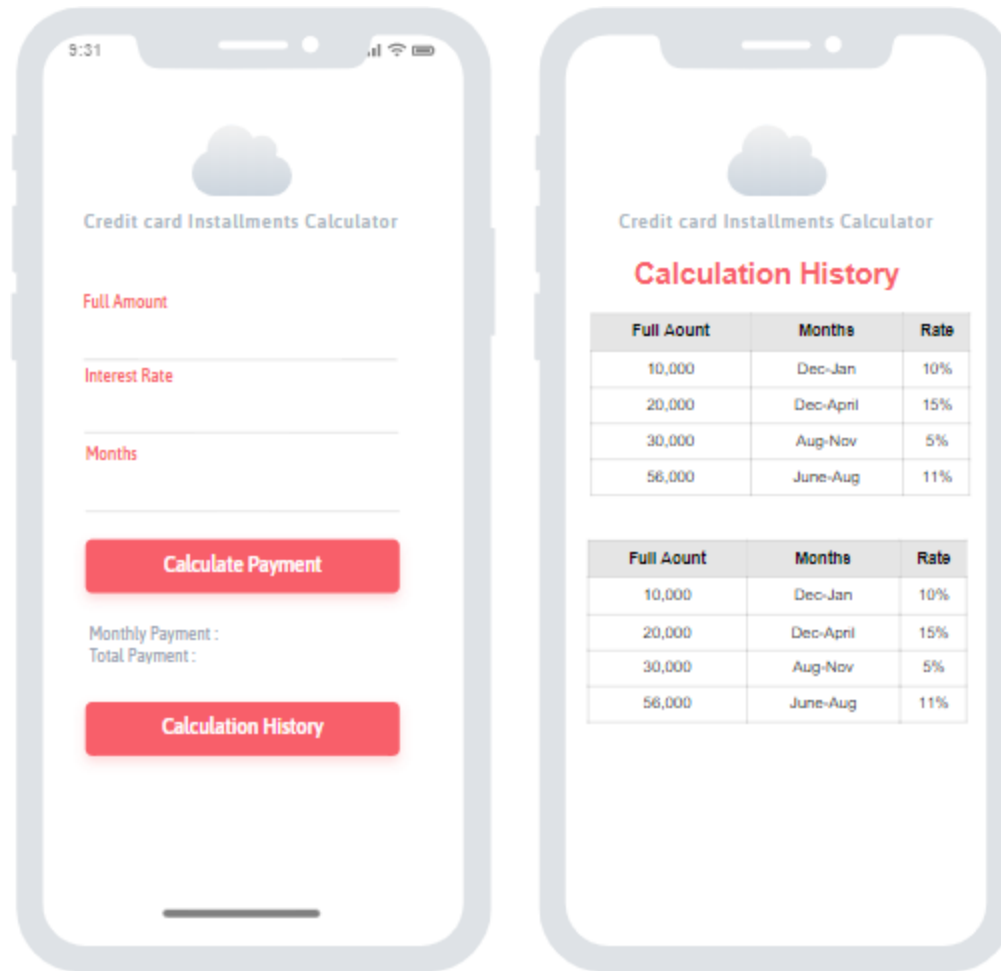 9:31
Credit card Installments Calculator
Full Amount
Interest Rate
Months
Calculate Payment
Monthly Payment :
Total Payment :
Calculation History
Credit card Installments Calculator
Calculation History
Full Aount Months Rate
10,000 Dec-Jan 10%
20,000 Dec-April 15%
30,000 Aug-Nov 5%
56,000 June-Aug 11%
Full Aount Months Rate
10,000 Dec-Jan 10%
20,000 Dec-April 15%
30,000 Aug-Nov 5%
56,000 June-Aug 11%